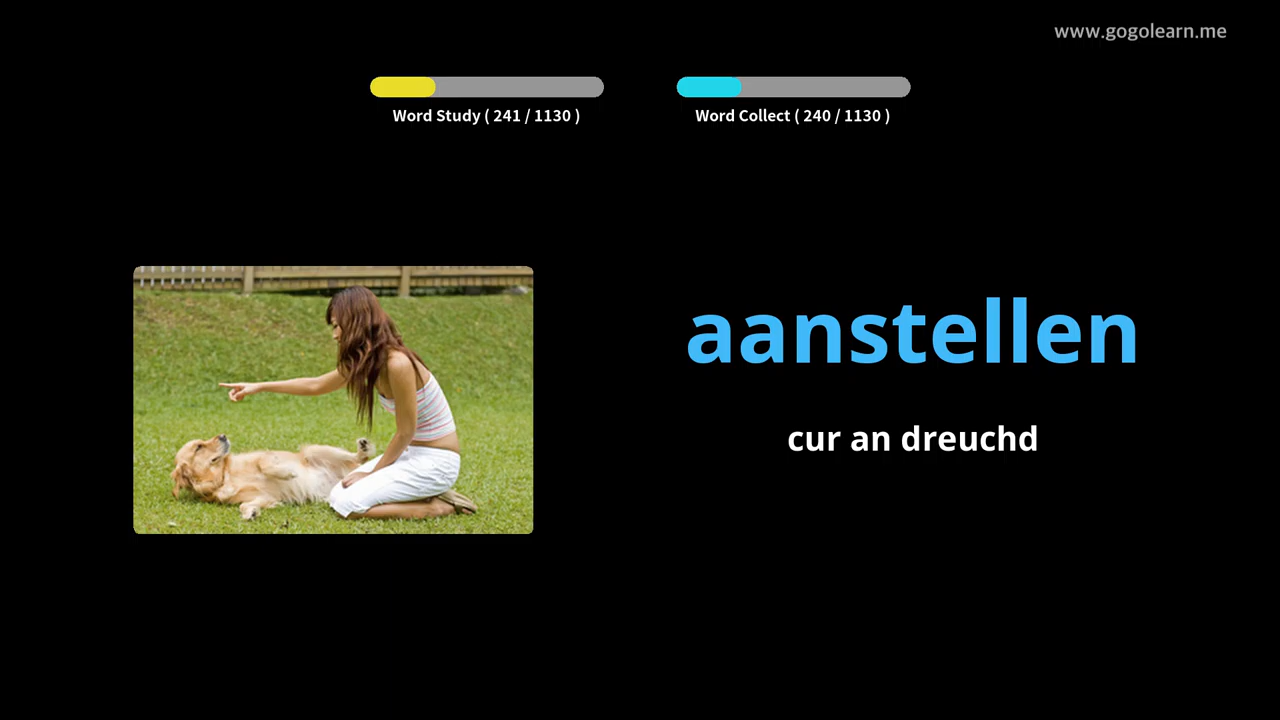 www.gogolearn.me
Word Study ( 241 / 1130 )
Word Collect ( 240 / 1130 )
aanstellen
cur an dreuchd